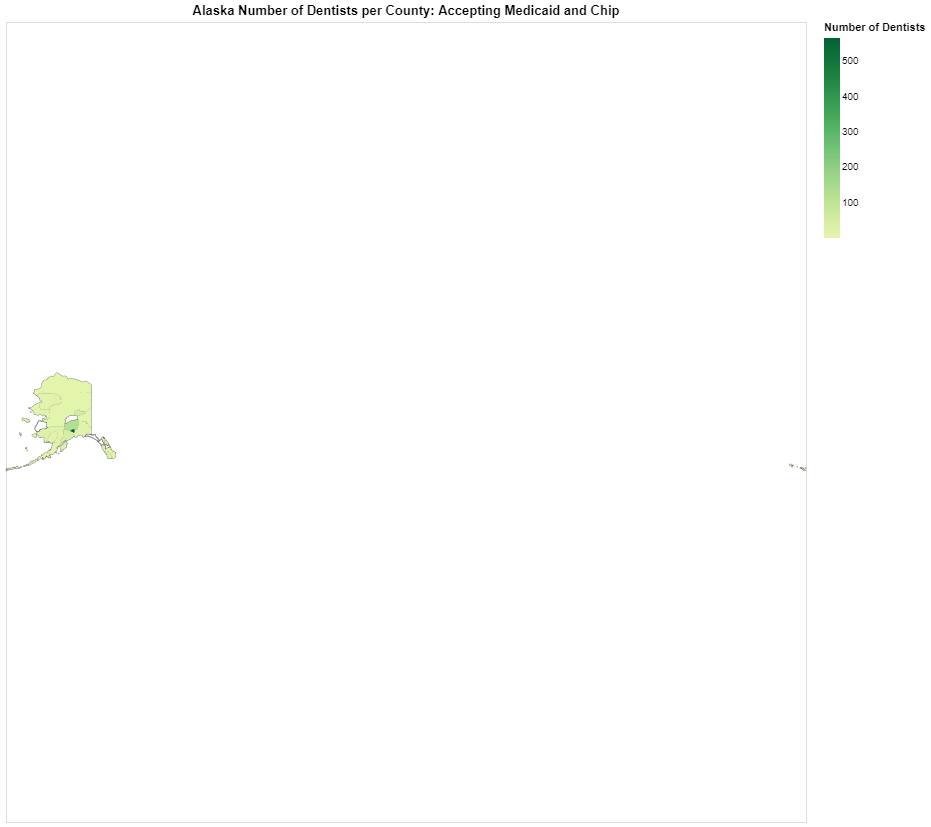 Alaska Number of Dentists per County: Accepting Medicaid and Chip
Number of Dentists
500
400
300
200
100